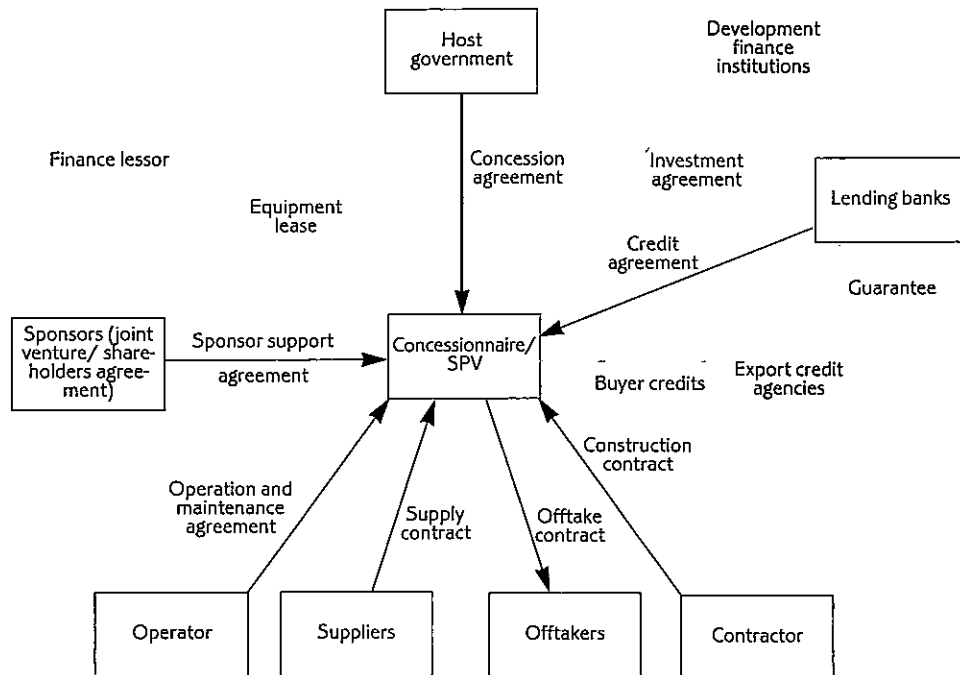 Host
government
Development
finance
institutions
Finance lessor
Concession
agreement
Investment
agreement
Lending banks
Equipment
lease
Credit
agreement
Guarantee
Sponsors (joint
venture/ share-
holders agree-
ment)
Sponsor support
agreement
Concessionnaire/
SPV
Buyer credits
Export credit
agencies
Construction
contract
Operation and
maintenance
agreement
Supply
contract
Offtake
contract
Operator
Suppliers
Offtakers
Contractor